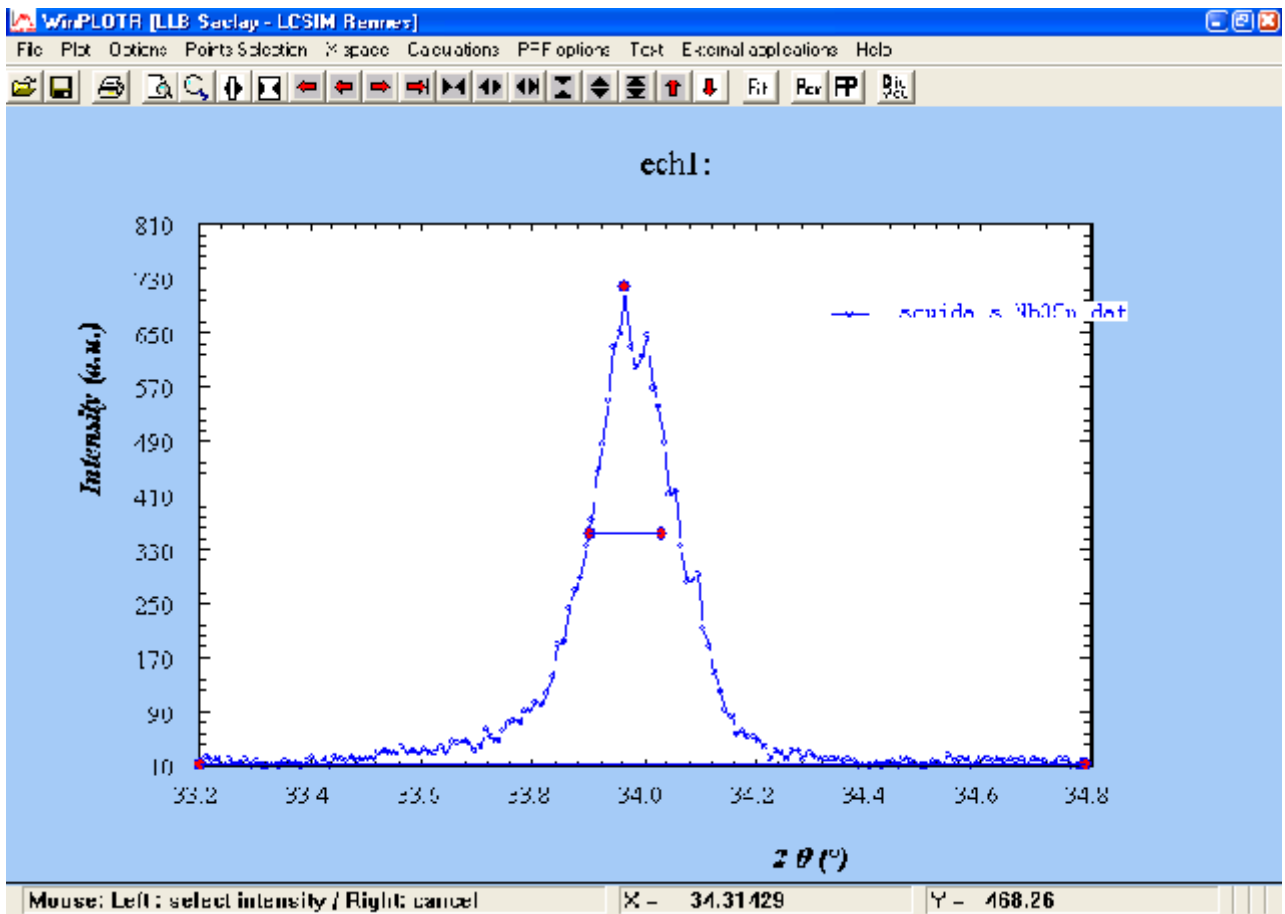 WinPLOTR [LLB Saclay - LCSIM Rennes]
File Plot Options Points Selection X space Calculations PRF options Text External applications Help
Fit FP
ech1:
810
730
650
570
490
410
330
250
170
90
10
Intensity (a.u.)
33.2 33.4 33.6 33.8 34.0 34.2 34.4 34.6 34.8
2 θ (°)
Mouse: Left : select intensity / Right: cancel X = 34.31429 Y = 468.26